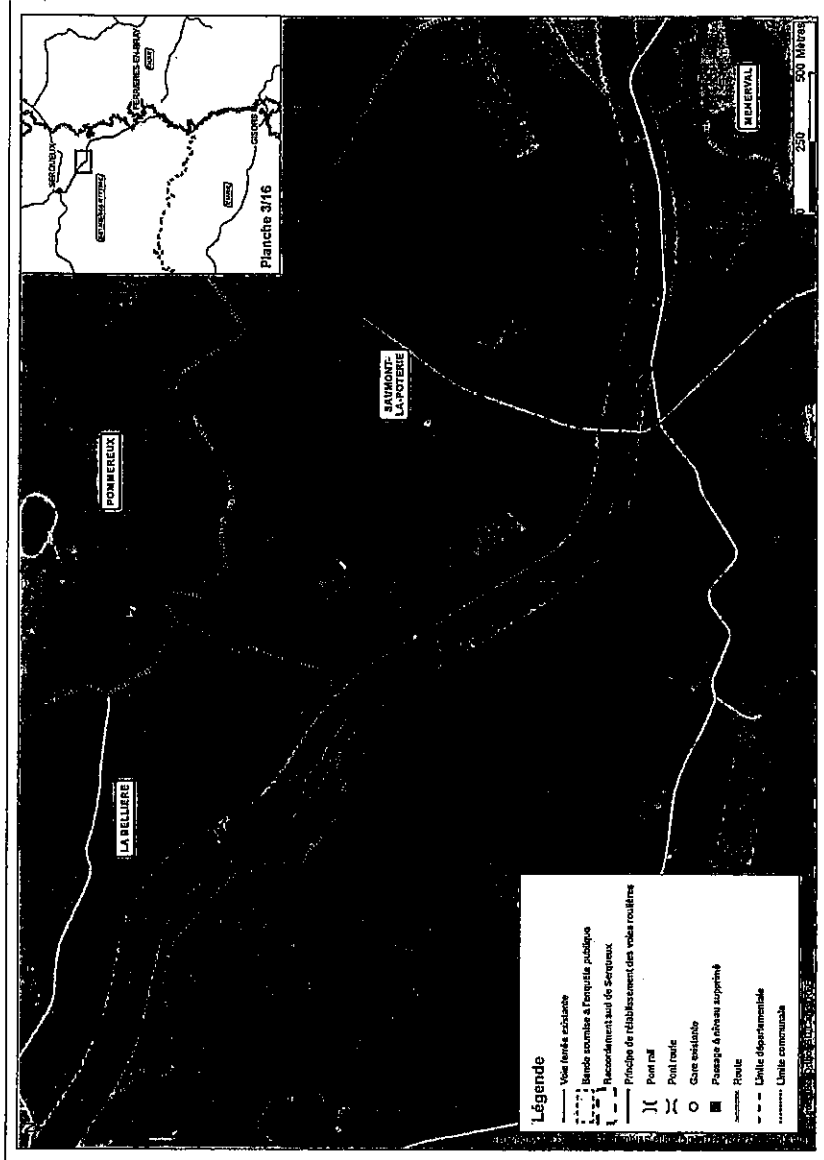 SERQUEUX
FERRIERES-EN-BRAY
GISORS
Planche 3/16
POMMEREUX
LA BELLIERE
SAUMONT-
LA-POTERIE
MENERVAL
0 250 500 Mètres
Légende
Voie ferrée existante
Bande soumise à l'enquête publique
Raccordement sud de Serqueux
Principe de rétablissement des voies routières
Pont rail
Pont route
Gare existante
Passage à niveau supprimé
Route
Limite départementale
Limite communale